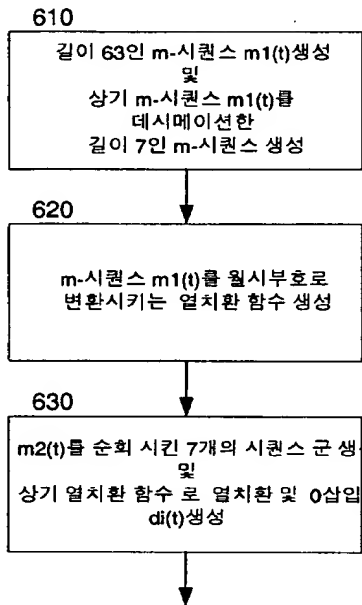 610
길이 63인 m-시퀀스 m1(t)생성
및
상기 m-시퀀스 m1(t)를
데시메이션한
길이 7인 m-시퀀스 생성
620
m-시퀀스 m1(t)를 월시부호로
변환시키는 열치환 함수 생성
630
m2(t)를 순회 시킨 7개의 시퀀스 군 생
및
상기 열치환 함수 로 열치환 및 0삽입
di(t)생성